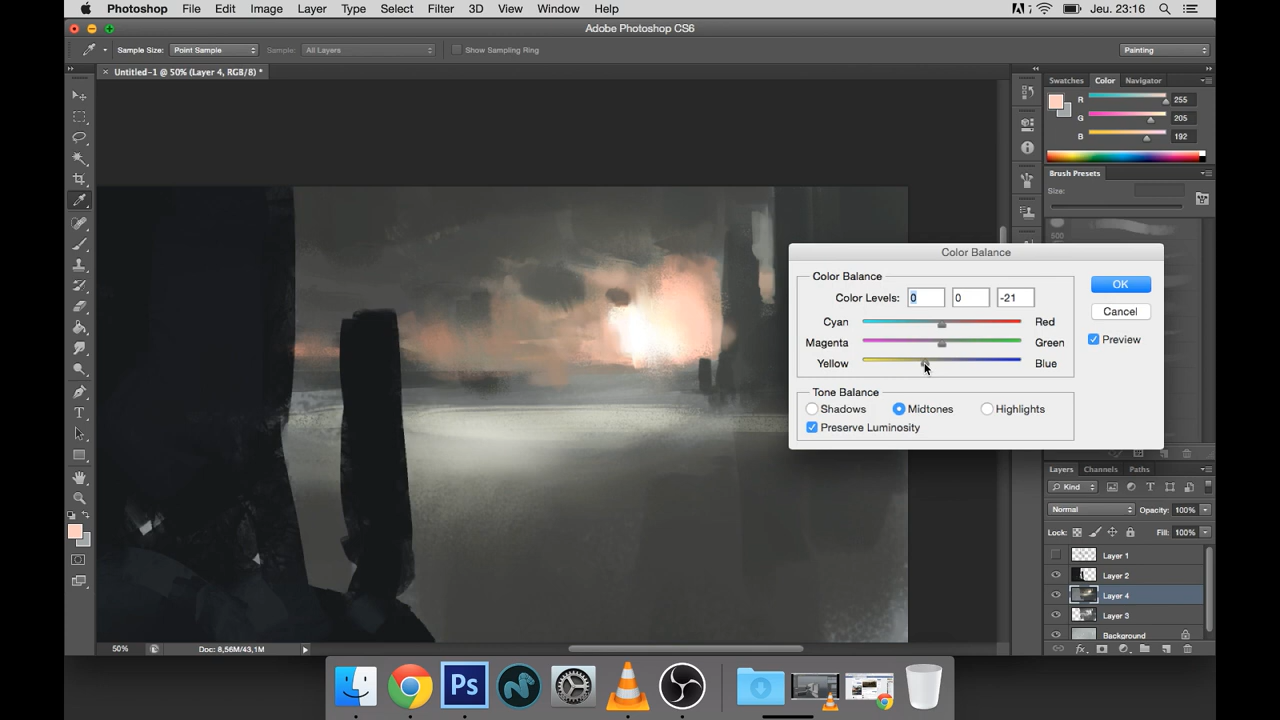 Photoshop File Edit Image Layer Type Select Filter 3D View Window Help Jeu. 23:16
Adobe Photoshop CS6
Sample Size: Point Sample Sample: All Layers Show Sampling Ring Painting
× Untitled-1 @ 50% (Layer 4, RGB/8) *
Swatches Color Navigator
R 255
G 205
B 192
Brush Presets
Size:
500
Color Balance
Color Balance
Color Levels: 0 0 -21
Cyan Red
Magenta Green
Yellow Blue
Tone Balance
Shadows Midtones Highlights
Preserve Luminosity
OK
Cancel
Preview
Layers Channels Paths
Kind
Normal Opacity: 100%
Lock: Fill: 100%
Layer 1
Layer 2
Layer 4
Layer 3
Background
50% Doc: 8,56M/43,1M
Ps